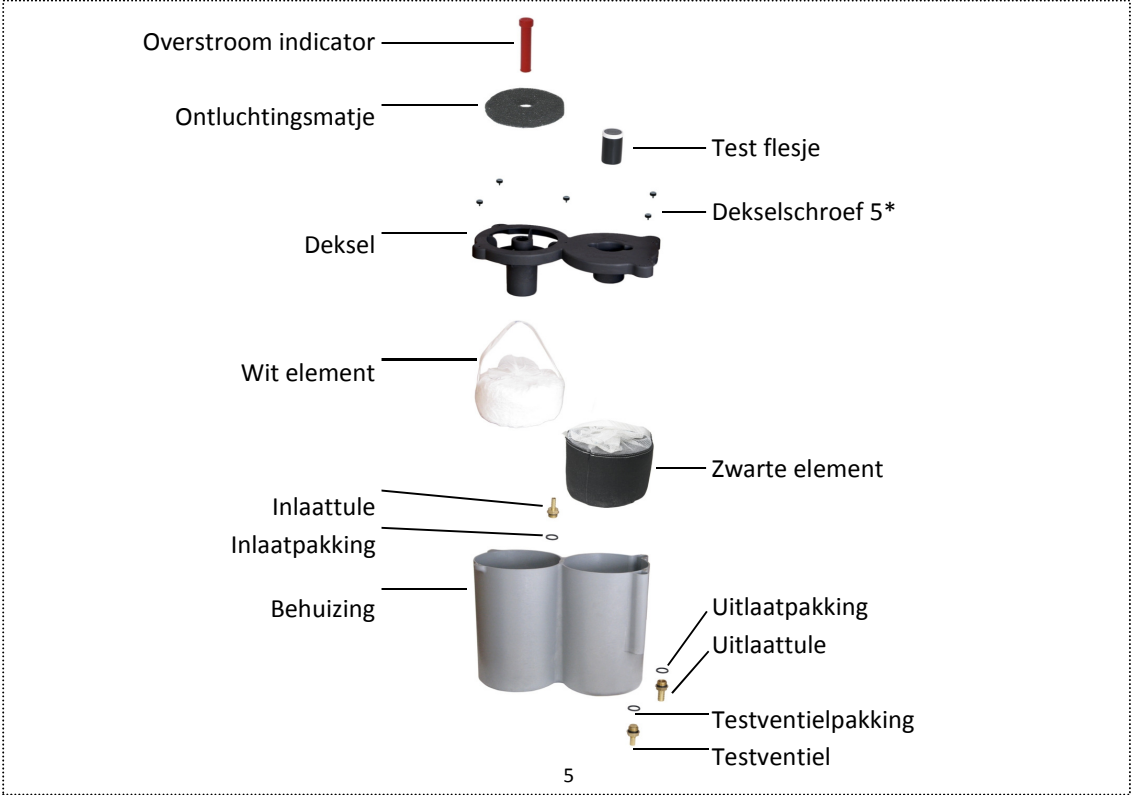 Overstroom indicator
Ontluchtingsmatje
Test flesje
Dekselschroef 5*
Deksel
Wit element
Zwarte element
Inlaattule
Inlaatpakking
Behuizing
Uitlaatpakking
Uitlaattule
Testventielpakking
Testventiel
5